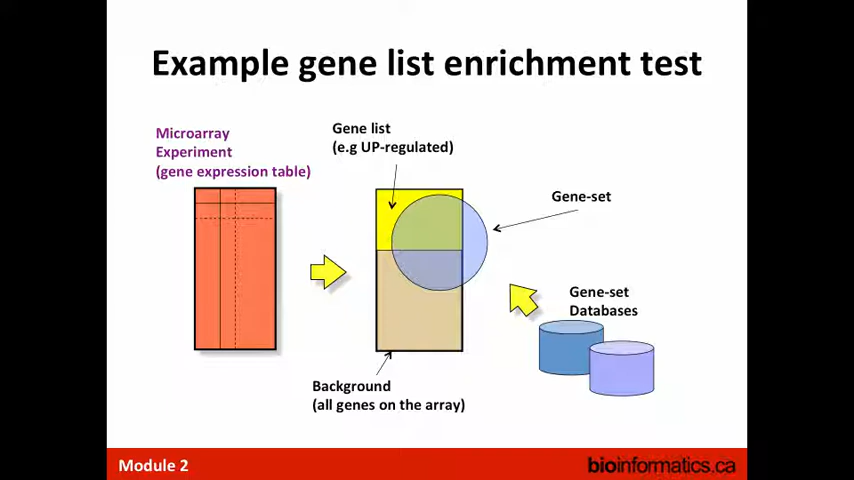 Example gene list enrichment test
Microarray
Experiment
(gene expression table)
Gene list
(e.g UP-regulated)
Gene-set
Gene-set
Databases
Background
(all genes on the array)
Module 2
bioinformatics.ca